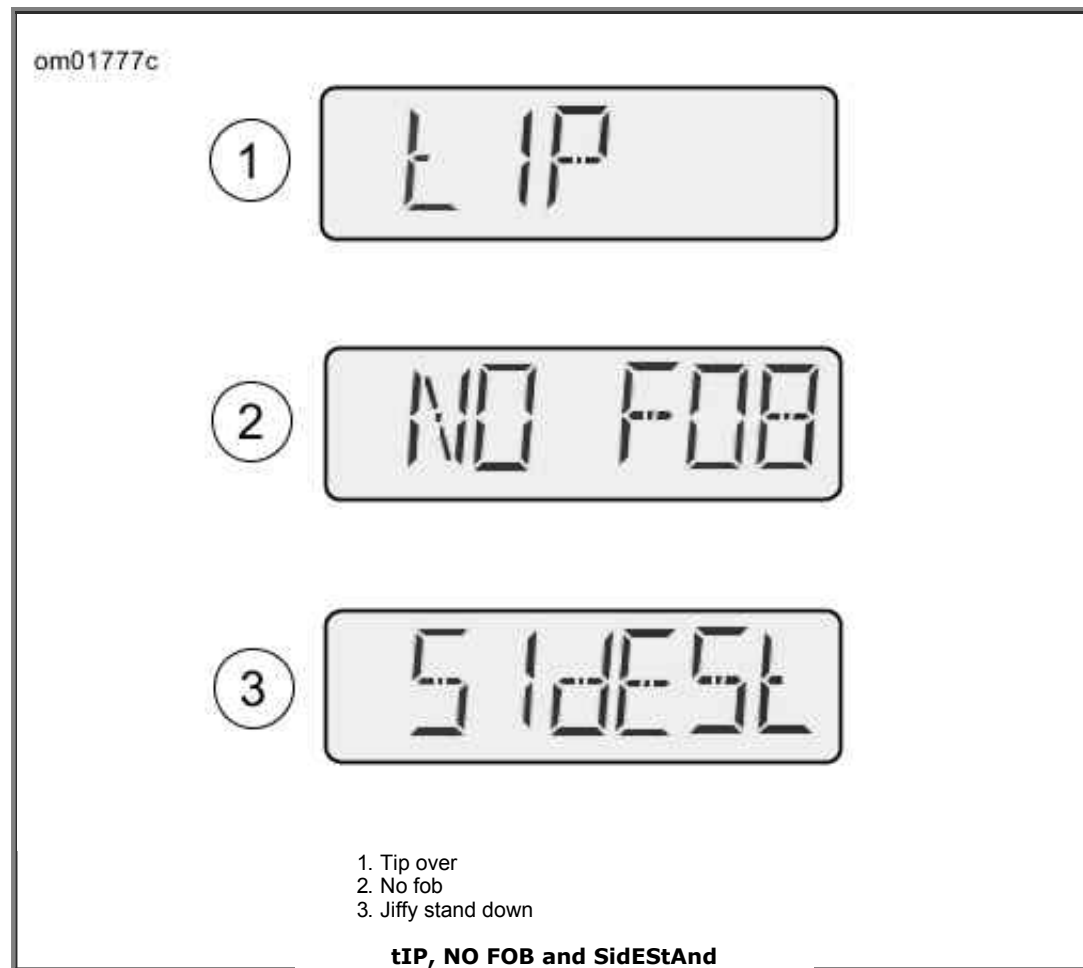 om01777c
1
tIP
2
NO FOB
3
SIdESt
1. Tip over
2. No fob
3. Jiffy stand down
tIP, NO FOB and SidEStAnd